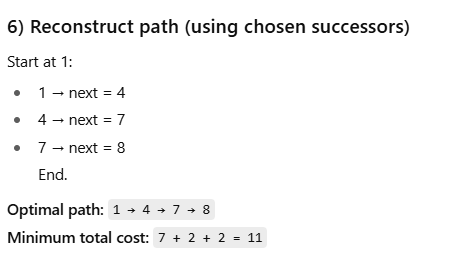 6) Reconstruct path (using chosen successors)
Start at 1:
• 1 → next = 4
• 4 → next = 7
• 7 → next = 8
End.
Optimal path: 1 → 4 → 7 → 8
Minimum total cost: 7 + 2 + 2 = 11